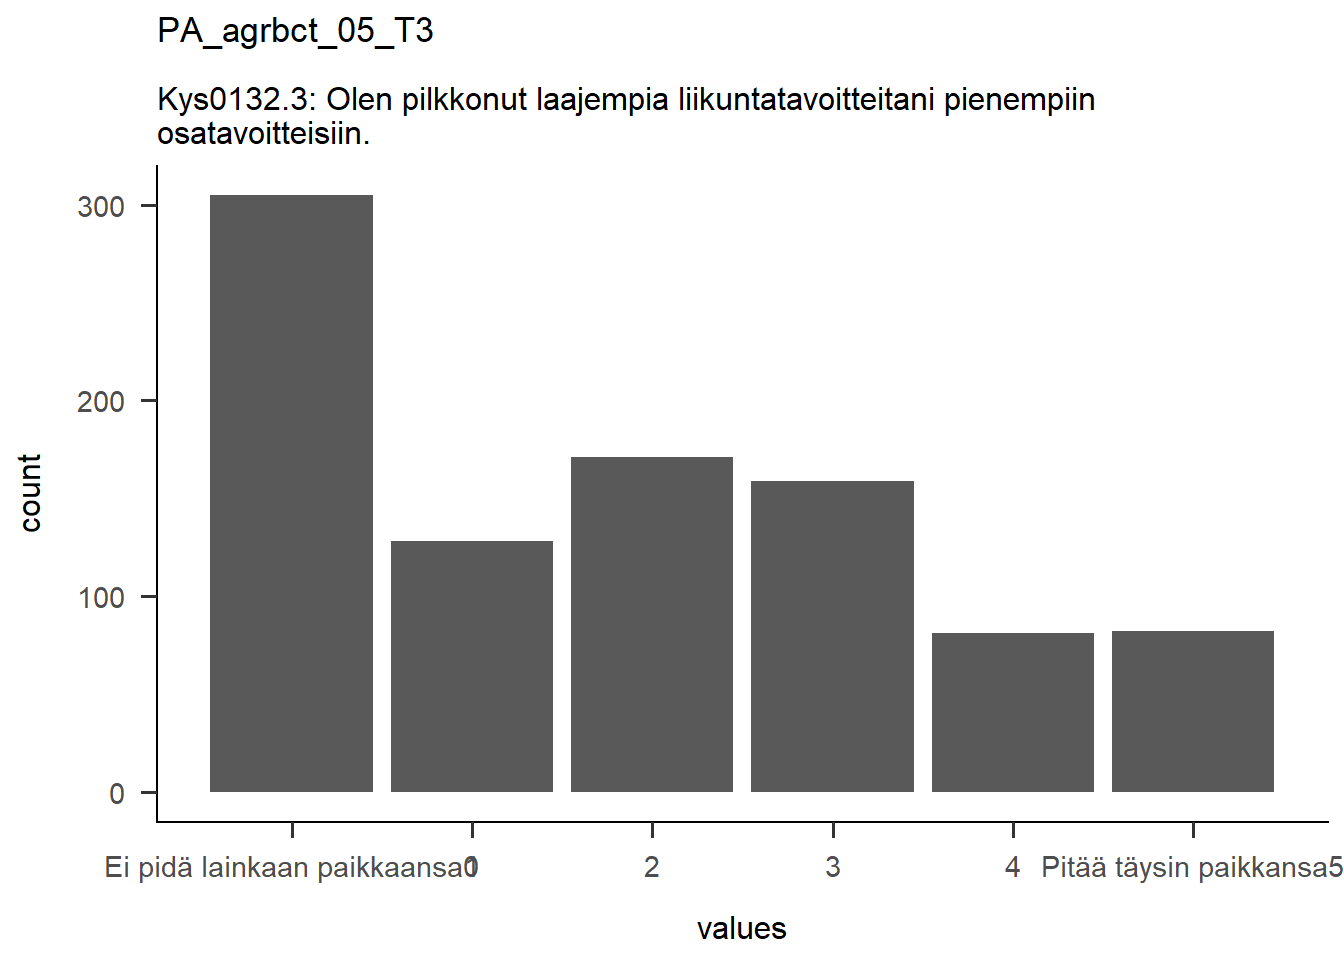 PA_agrbct_05_T3
Kys0132.3: Olen pilkkonut laajempia liikuntatavoitteitani pienempiin
osatavoitteisiin.
300
200
100
0
count
Ei pidä lainkaan paikkaansa0 1 2 3 4 Pitää täysin paikkansa5
values